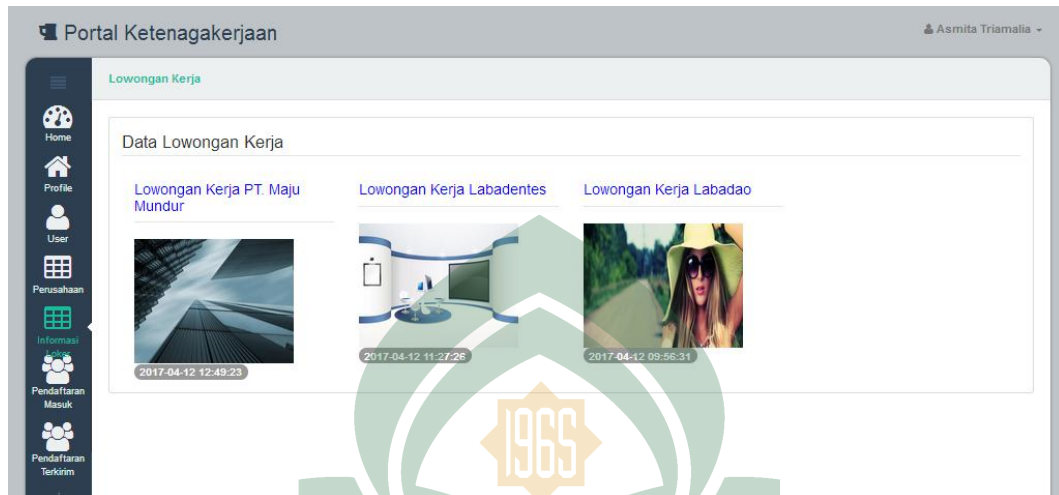 Portal Ketenagakerjaan
Asmita Triamalia
Lowongan Kerja
Home
Profile
User
Perusahaan
Informasi
Loker
Pendaftaran
Masuk
Pendaftaran
Terkirim
Data Lowongan Kerja
Lowongan Kerja PT. Maju
Mundur
2017-04-12 12:49:23
Lowongan Kerja Labadentes
2017-04-12 11:27:26
Lowongan Kerja Labadao
2017-04-12 09:56:31
1965